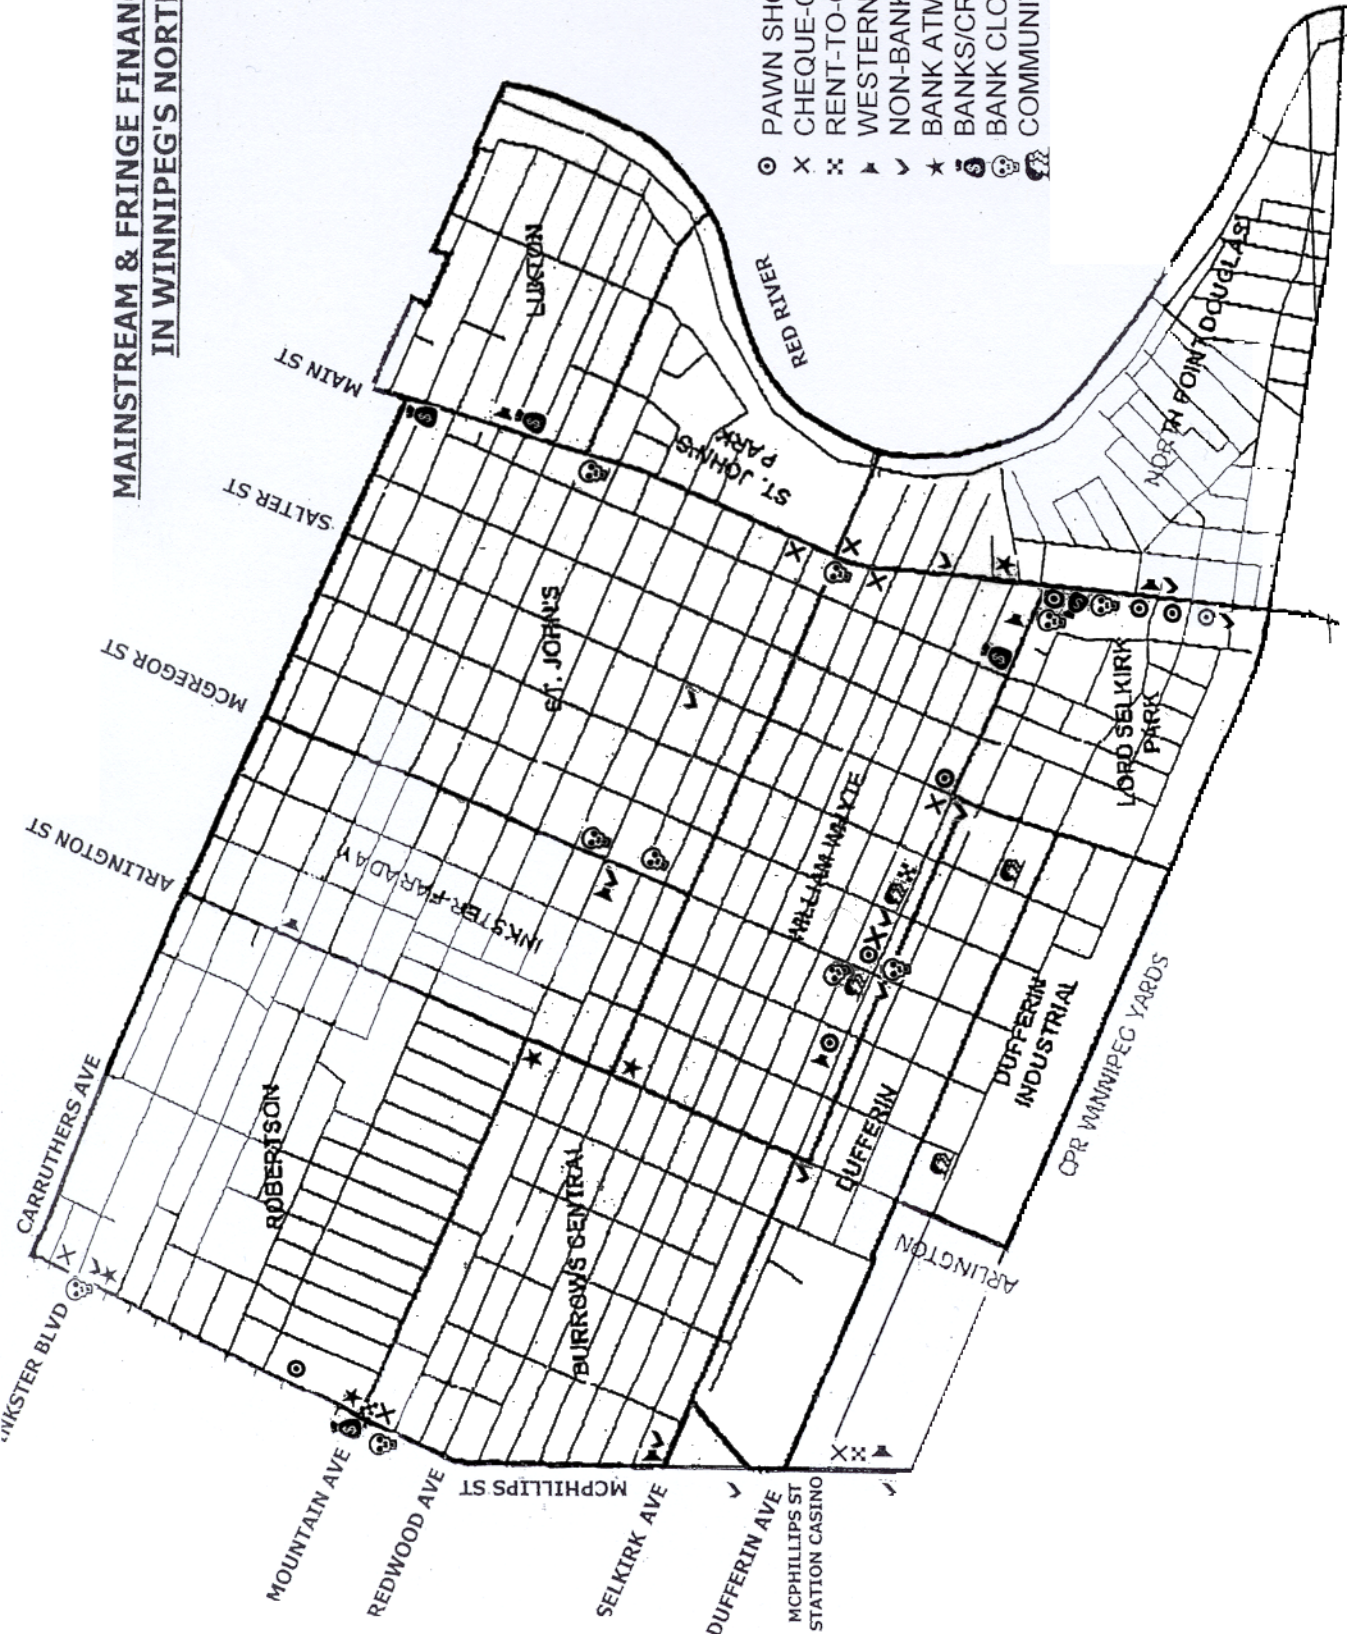 MAINSTREAM & FRINGE FINAN
IN WINNIPEG'S NORT
PAWN SHO
CHEQUE-C
RENT-TO-
WESTERN
NON-BANK
BANK ATM
BANKS/CR
BANK CLO
COMMUNI
MAIN ST
SALTER ST
MCGREGOR ST
ARLINGTON ST
CARRUTHERS AVE
INKSTER BLVD
MOUNTAIN AVE
REDWOOD AVE
MCPHILLIPS ST
SELKIRK AVE
DUFFERIN AVE
MCPHILLIPS ST
STATION CASINO
ARLINGTON
CPR WINNIPEG YARDS
RED RIVER
LUXTON
ST. JOHN'S
PARK
ST. JOHN'S
INKSTER-FARADAY
ROBERTSON
BURROWS CENTRAL
WILLIAM WHYTE
DUFFERIN
DUFFERIN
INDUSTRIAL
LORD SELKIRK
PARK
NORTH POINT DOUGLAS